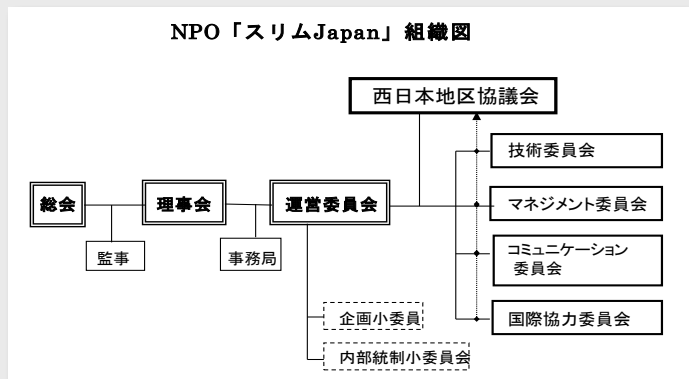 NPO「スリムJapan」組織図
西日本地区協議会
技術委員会
総会
理事会
運営委員会
マネジメント委員会
監事
事務局
コミュニケーション
委員会
企画小委員
国際協力委員会
内部統制小委員会